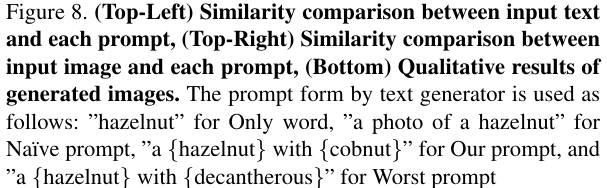 Figure 8. (Top-Left) Similarity comparison between input text
and each prompt, (Top-Right) Similarity comparison between
input image and each prompt, (Bottom) Qualitative results of
generated images. The prompt form by text generator is used as
follows: ”hazelnut” for Only word, ”a photo of a hazelnut” for
Naïve prompt, ”a {hazelnut} with {cobnut}” for Our prompt, and
”a {hazelnut} with {decantherous}” for Worst prompt